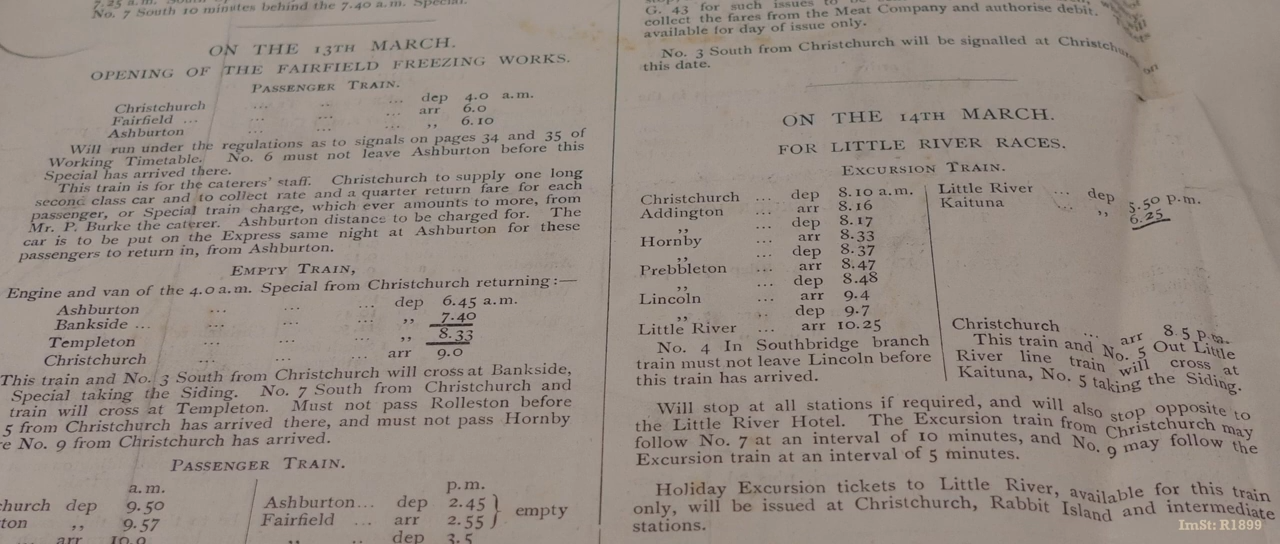 No. 7 South 10 minutes behind the 7.40 a.m. Special.
ON THE 13TH MARCH.
OPENING OF THE FAIRFIELD FREEZING WORKS.
PASSENGER TRAIN.
Christchurch ... ... ... dep 4.0 a.m.
Fairfield ... ... ... arr 6.0
Ashburton ... ... ... ,, 6.10
Will run under the regulations as to signals on pages 34 and 35 of
Working Timetable. No. 6 must not leave Ashburton before this
Special has arrived there.
This train is for the caterers' staff. Christchurch to supply one long
second class car and to collect rate and a quarter return fare for each
passenger, or Special train charge, which ever amounts to more, from
Mr. P. Burke the caterer. Ashburton distance to be charged for. The
car is to be put on the Express same night at Ashburton for these
passengers to return in, from Ashburton.
EMPTY TRAIN,
Engine and van of the 4.0 a.m. Special from Christchurch returning:—
Ashburton ... ... ... dep 6.45 a.m.
Bankside ... ... ... ,, 7.40
Templeton ... ... ... ,, 8.33
Christchurch ... ... ... arr 9.0
This train and No. 3 South from Christchurch will cross at Bankside,
Special taking the Siding. No. 7 South from Christchurch and
train will cross at Templeton. Must not pass Rolleston before
5 from Christchurch has arrived there, and must not pass Hornby
e No. 9 from Christchurch has arrived.
PASSENGER TRAIN.
a.m.
church dep 9.50
ton ,, 9.57
arr 10.0
p.m.
Ashburton... dep 2.45 } empty
Fairfield ... arr 2.55
,, dep 3.5
G. 43 for such issues to be
collect the fares from the Meat Company and authorise debit.
available for day of issue only.
No. 3 South from Christchurch will be signalled at Christchu
this date.
on
ON THE 14TH MARCH.
FOR LITTLE RIVER RACES.
EXCURSION TRAIN.
Christchurch ... dep 8.10 a.m.
Addington ... arr 8.16
,, dep 8.17
Hornby ... arr 8.33
,, dep 8.37
Prebbleton ... arr 8.47
,, dep 8.48
Lincoln ... arr 9.4
,, dep 9.7
Little River ... arr 10.25
No. 4 In Southbridge branch
train must not leave Lincoln before
this train has arrived.
Little River ... dep 5.50 p.m.
Kaituna ... ,, 6.25
Christchurch ... arr 8.5 p.m.
This train and No. 5 Out Little
River line train will cross at
Kaituna, No. 5 taking the Siding.
Will stop at all stations if required, and will also stop opposite to
the Little River Hotel. The Excursion train from Christchurch may
follow No. 7 at an interval of 10 minutes, and No. 9 may follow the
Excursion train at an interval of 5 minutes.
Holiday Excursion tickets to Little River, available for this train
only, will be issued at Christchurch, Rabbit Island and intermediate
stations.
ImSt: R1899